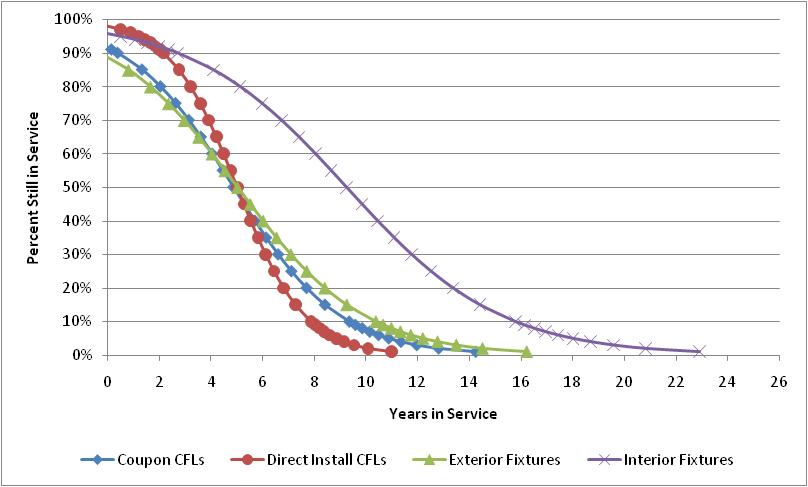 100%
90%
80%
70%
60%
50%
40%
30%
20%
10%
0%
Percent Still in Service
0 2 4 6 8 10 12 14 16 18 20 22 24 26
Years in Service
Coupon CFLs Direct Install CFLs Exterior Fixtures Interior Fixtures